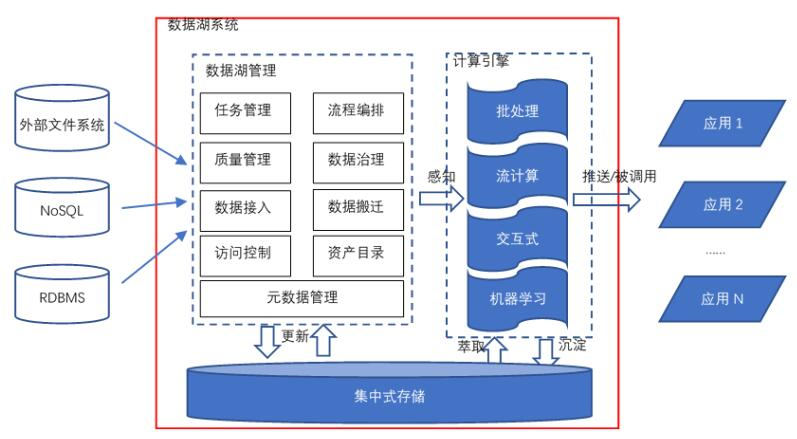 数据湖系统
外部文件系统
NoSQL
RDBMS
数据湖管理
任务管理
流程编排
质量管理
数据治理
数据接入
数据搬迁
访问控制
资产目录
元数据管理
更新
感知
计算引擎
批处理
流计算
交互式
机器学习
萃取
沉淀
集中式存储
推送/被调用
应用 1
应用 2
......
应用 N